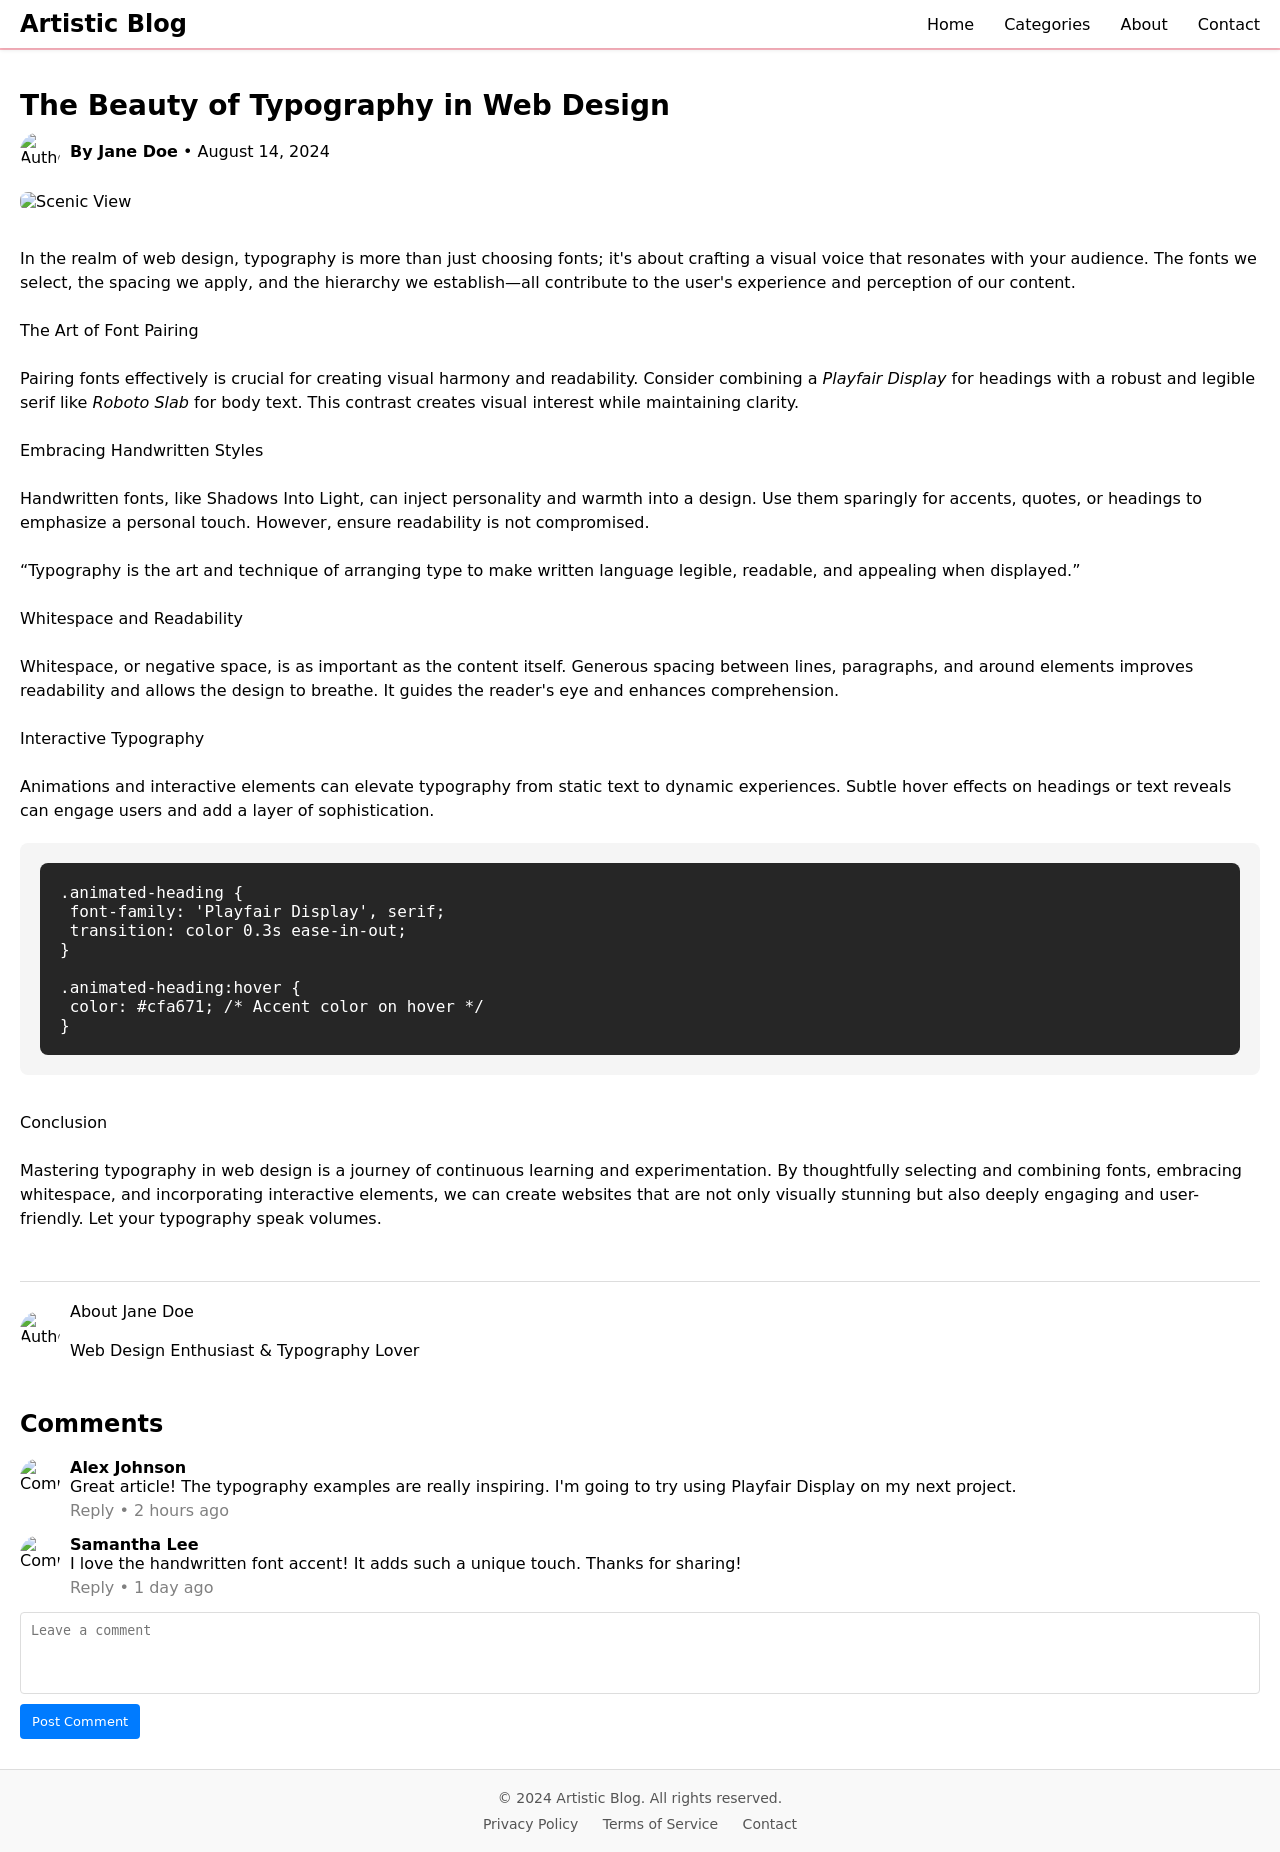 Artistic Blog
Home Categories About Contact
The Beauty of Typography in Web Design
By Jane Doe • August 14, 2024
Scenic View
In the realm of web design, typography is more than just choosing fonts; it's about crafting a visual voice that resonates with your audience. The fonts we
select, the spacing we apply, and the hierarchy we establish—all contribute to the user's experience and perception of our content.
The Art of Font Pairing
Pairing fonts effectively is crucial for creating visual harmony and readability. Consider combining a Playfair Display for headings with a robust and legible
serif like Roboto Slab for body text. This contrast creates visual interest while maintaining clarity.
Embracing Handwritten Styles
Handwritten fonts, like Shadows Into Light, can inject personality and warmth into a design. Use them sparingly for accents, quotes, or headings to
emphasize a personal touch. However, ensure readability is not compromised.
“Typography is the art and technique of arranging type to make written language legible, readable, and appealing when displayed.”
Whitespace and Readability
Whitespace, or negative space, is as important as the content itself. Generous spacing between lines, paragraphs, and around elements improves
readability and allows the design to breathe. It guides the reader's eye and enhances comprehension.
Interactive Typography
Animations and interactive elements can elevate typography from static text to dynamic experiences. Subtle hover effects on headings or text reveals
can engage users and add a layer of sophistication.
.animated-heading {
font-family: 'Playfair Display', serif;
transition: color 0.3s ease-in-out;
}
.animated-heading:hover {
color: #cfa671; /* Accent color on hover */
}
Conclusion
Mastering typography in web design is a journey of continuous learning and experimentation. By thoughtfully selecting and combining fonts, embracing
whitespace, and incorporating interactive elements, we can create websites that are not only visually stunning but also deeply engaging and user-
friendly. Let your typography speak volumes.
About Jane Doe
Web Design Enthusiast & Typography Lover
Comments
Alex Johnson
Great article! The typography examples are really inspiring. I'm going to try using Playfair Display on my next project.
Reply • 2 hours ago
Samantha Lee
I love the handwritten font accent! It adds such a unique touch. Thanks for sharing!
Reply • 1 day ago
Leave a comment
Post Comment
© 2024 Artistic Blog. All rights reserved.
Privacy Policy Terms of Service Contact